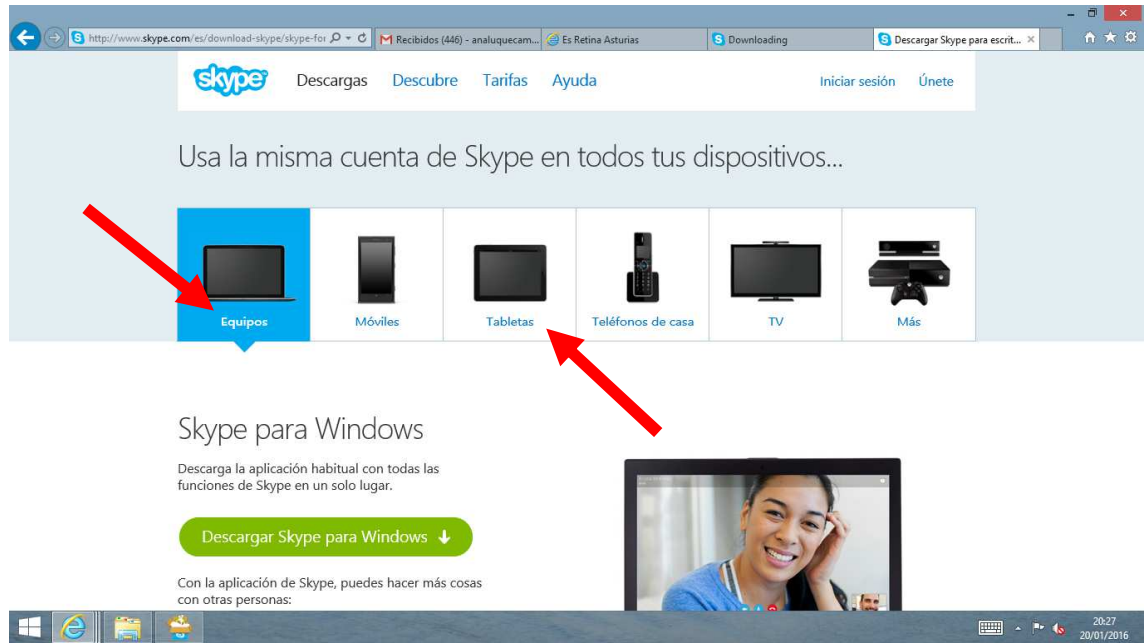 http://www.skype.com/es/download-skype/skype-for
Recibidos (446) - analuquecam...
Es Retina Asturias
Downloading
Descargar Skype para escrit...
skype
Descargas Descubre Tarifas Ayuda Iniciar sesión Únete
Usa la misma cuenta de Skype en todos tus dispositivos...
Equipos Móviles Tabletas Teléfonos de casa TV Más
Skype para Windows
Descarga la aplicación habitual con todas las
funciones de Skype en un solo lugar.
Descargar Skype para Windows
Con la aplicación de Skype, puedes hacer más cosas
con otras personas:
20:27
20/01/2016